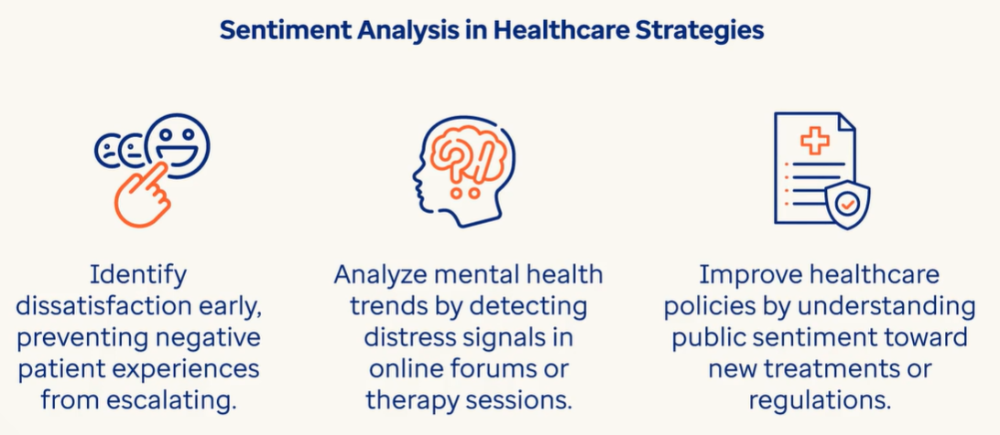 Sentiment Analysis in Healthcare Strategies
Identify
dissatisfaction early,
preventing negative
patient experiences
from escalating.
Analyze mental health
trends by detecting
distress signals in
online forums or
therapy sessions.
Improve healthcare
policies by understanding
public sentiment toward
new treatments or
regulations.